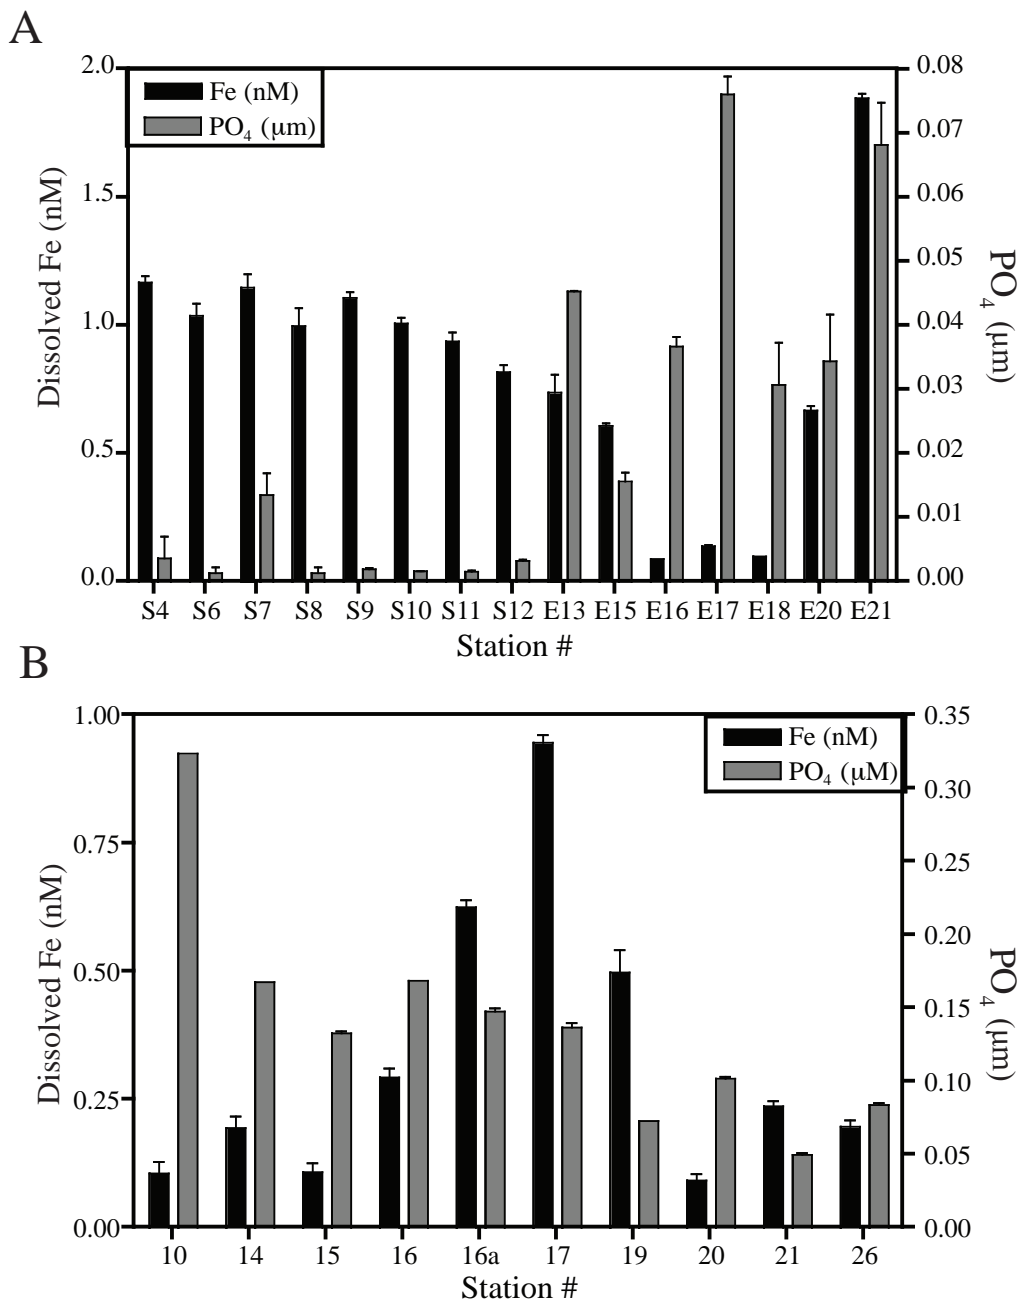 A
Fe (nM)
PO₄ (μm)
Dissolved Fe (nM)
2.0
1.5
1.0
0.5
0.0
0.08
0.07
0.06
0.05
0.04
0.03
0.02
0.01
0.00
PO₄ (μm)
S4 S6 S7 S8 S9 S10 S11 S12 E13 E15 E16 E17 E18 E20 E21
Station #
B
Fe (nM)
PO₄ (μM)
Dissolved Fe (nM)
1.00
0.75
0.50
0.25
0.00
0.35
0.30
0.25
0.20
0.15
0.10
0.05
0.00
PO₄ (μm)
10 14 15 16 16a 17 19 20 21 26
Station #